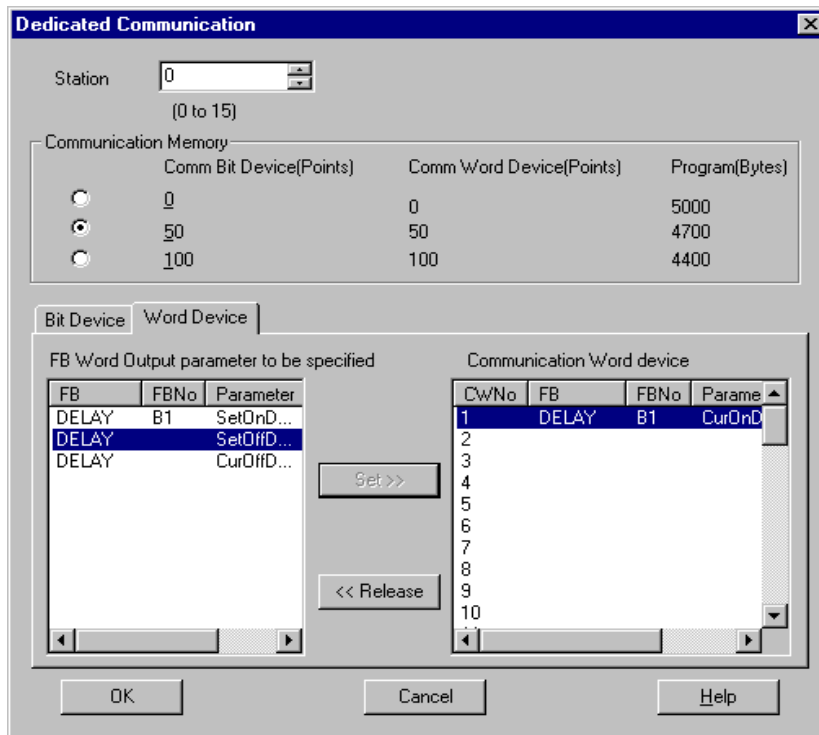 Dedicated Communication
Station 0
(0 to 15)
Communication Memory
Comm Bit Device(Points) Comm Word Device(Points) Program(Bytes)
0 0 5000
50 50 4700
100 100 4400
Bit Device Word Device
FB Word Output parameter to be specified Communication Word device
FB FBNo Parameter CWNo FB FBNo Parame
DELAY B1 SetOnD... 1 DELAY B1 CurOnD
DELAY SetOffD... 2
DELAY CurOffD... 3
4
Set >> 5
6
7
8
<< Release 9
10
OK Cancel Help